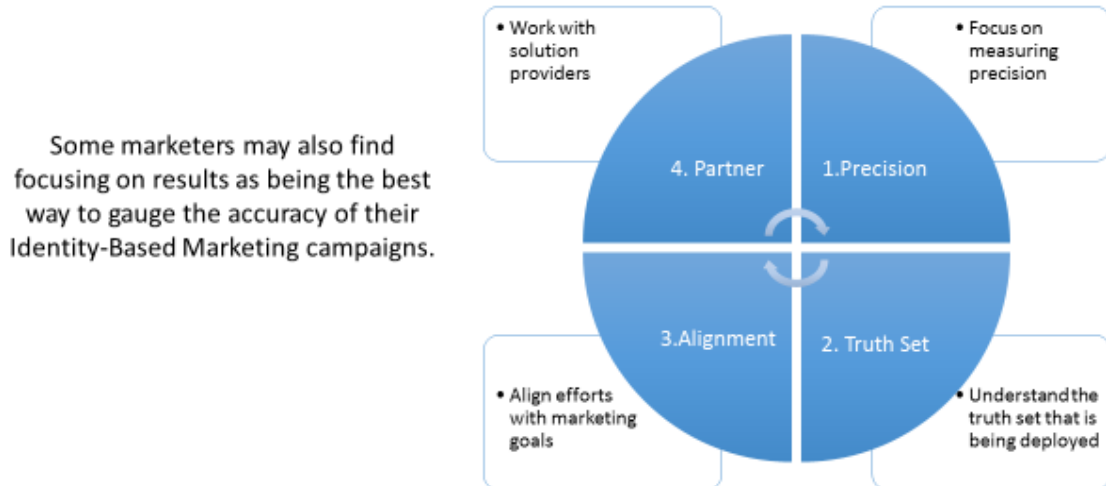 Some marketers may also find
focusing on results as being the best
way to gauge the accuracy of their
Identity-Based Marketing campaigns.
• Work with
solution
providers
• Focus on
measuring
precision
4. Partner
1.Precision
3.Alignment
2. Truth Set
• Align efforts
with marketing
goals
• Understand the
truth set that is
being deployed